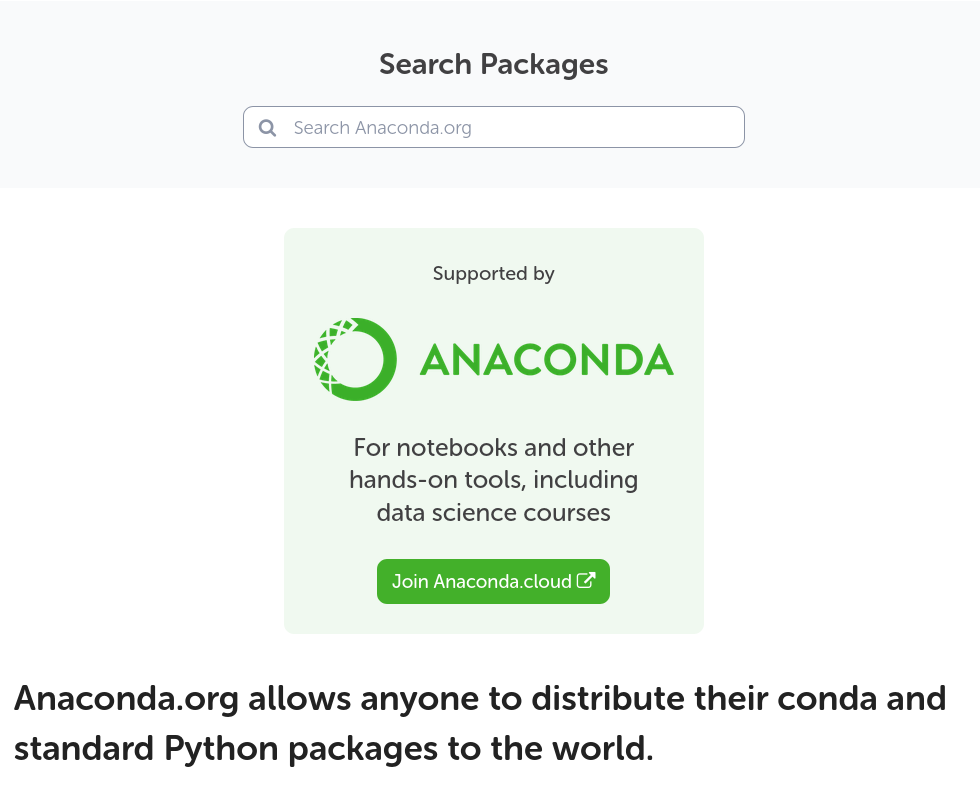 Search Packages
Search Anaconda.org
Supported by
ANACONDA
For notebooks and other
hands-on tools, including
data science courses
Join Anaconda.cloud
Anaconda.org allows anyone to distribute their conda and
standard Python packages to the world.